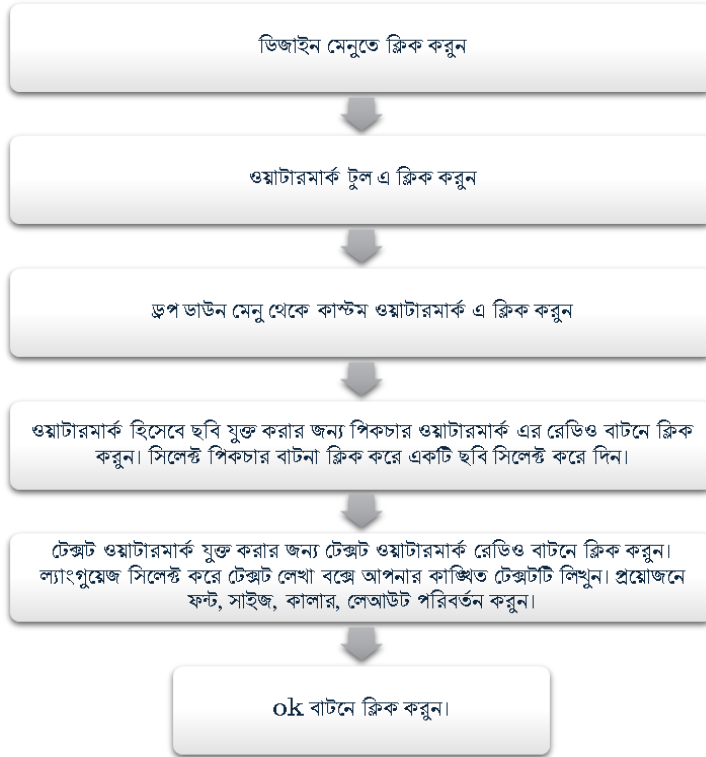 ডিজাইন মেনুতে ক্লিক করুন
ওয়াটারমার্ক টুল এ ক্লিক করুন
ড্রপ ডাউন মেনু থেকে কাস্টম ওয়াটারমার্ক এ ক্লিক করুন
ওয়াটারমার্ক হিসেবে ছবি যুক্ত করার জন্য পিকচার ওয়াটারমার্ক এর রেডিও বাটনে ক্লিক
করুন। সিলেক্ট পিকচার বাটনা ক্লিক করে একটি ছবি সিলেক্ট করে দিন।
টেক্সট ওয়াটারমার্ক যুক্ত করার জন্য টেক্সট ওয়াটারমার্ক রেডিও বাটনে ক্লিক করুন।
ল্যাংগুয়েজ সিলেক্ট করে টেক্সট লেখা বক্সে আপনার কাঙ্খিত টেক্সটটি লিখুন। প্রয়োজনে
ফন্ট, সাইজ, কালার, লেআউট পরিবর্তন করুন।
ok বাটনে ক্লিক করুন।